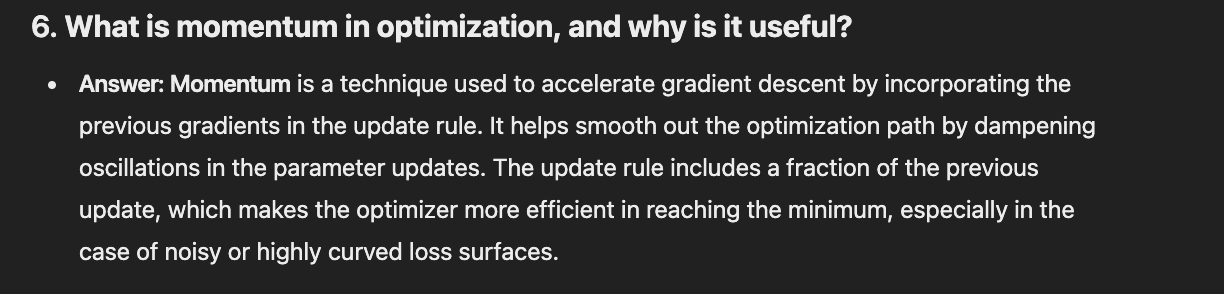 6. What is momentum in optimization, and why is it useful?
• Answer: Momentum is a technique used to accelerate gradient descent by incorporating the
previous gradients in the update rule. It helps smooth out the optimization path by dampening
oscillations in the parameter updates. The update rule includes a fraction of the previous
update, which makes the optimizer more efficient in reaching the minimum, especially in the
case of noisy or highly curved loss surfaces.